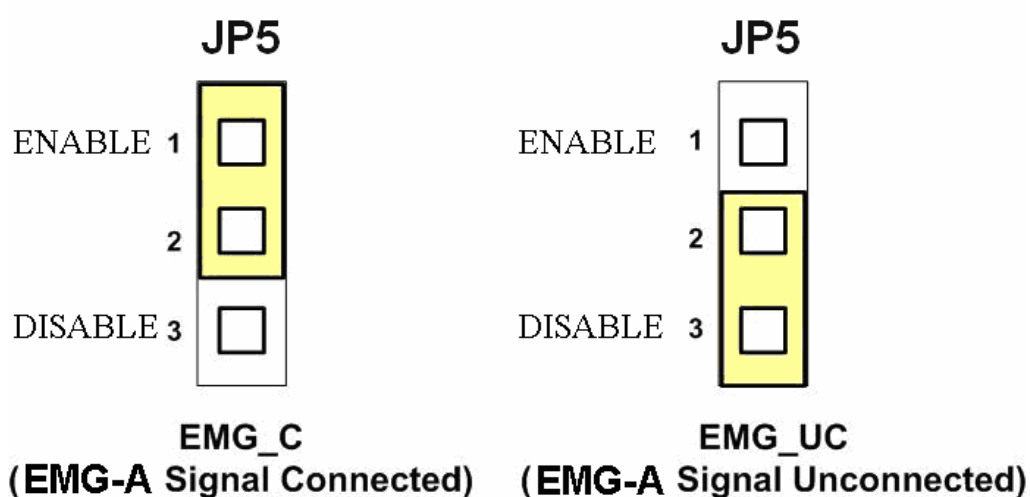 JP5
ENABLE 1
2
DISABLE 3
EMG_C
(EMG-A Signal Connected)
JP5
ENABLE 1
2
DISABLE 3
EMG_UC
(EMG-A Signal Unconnected)